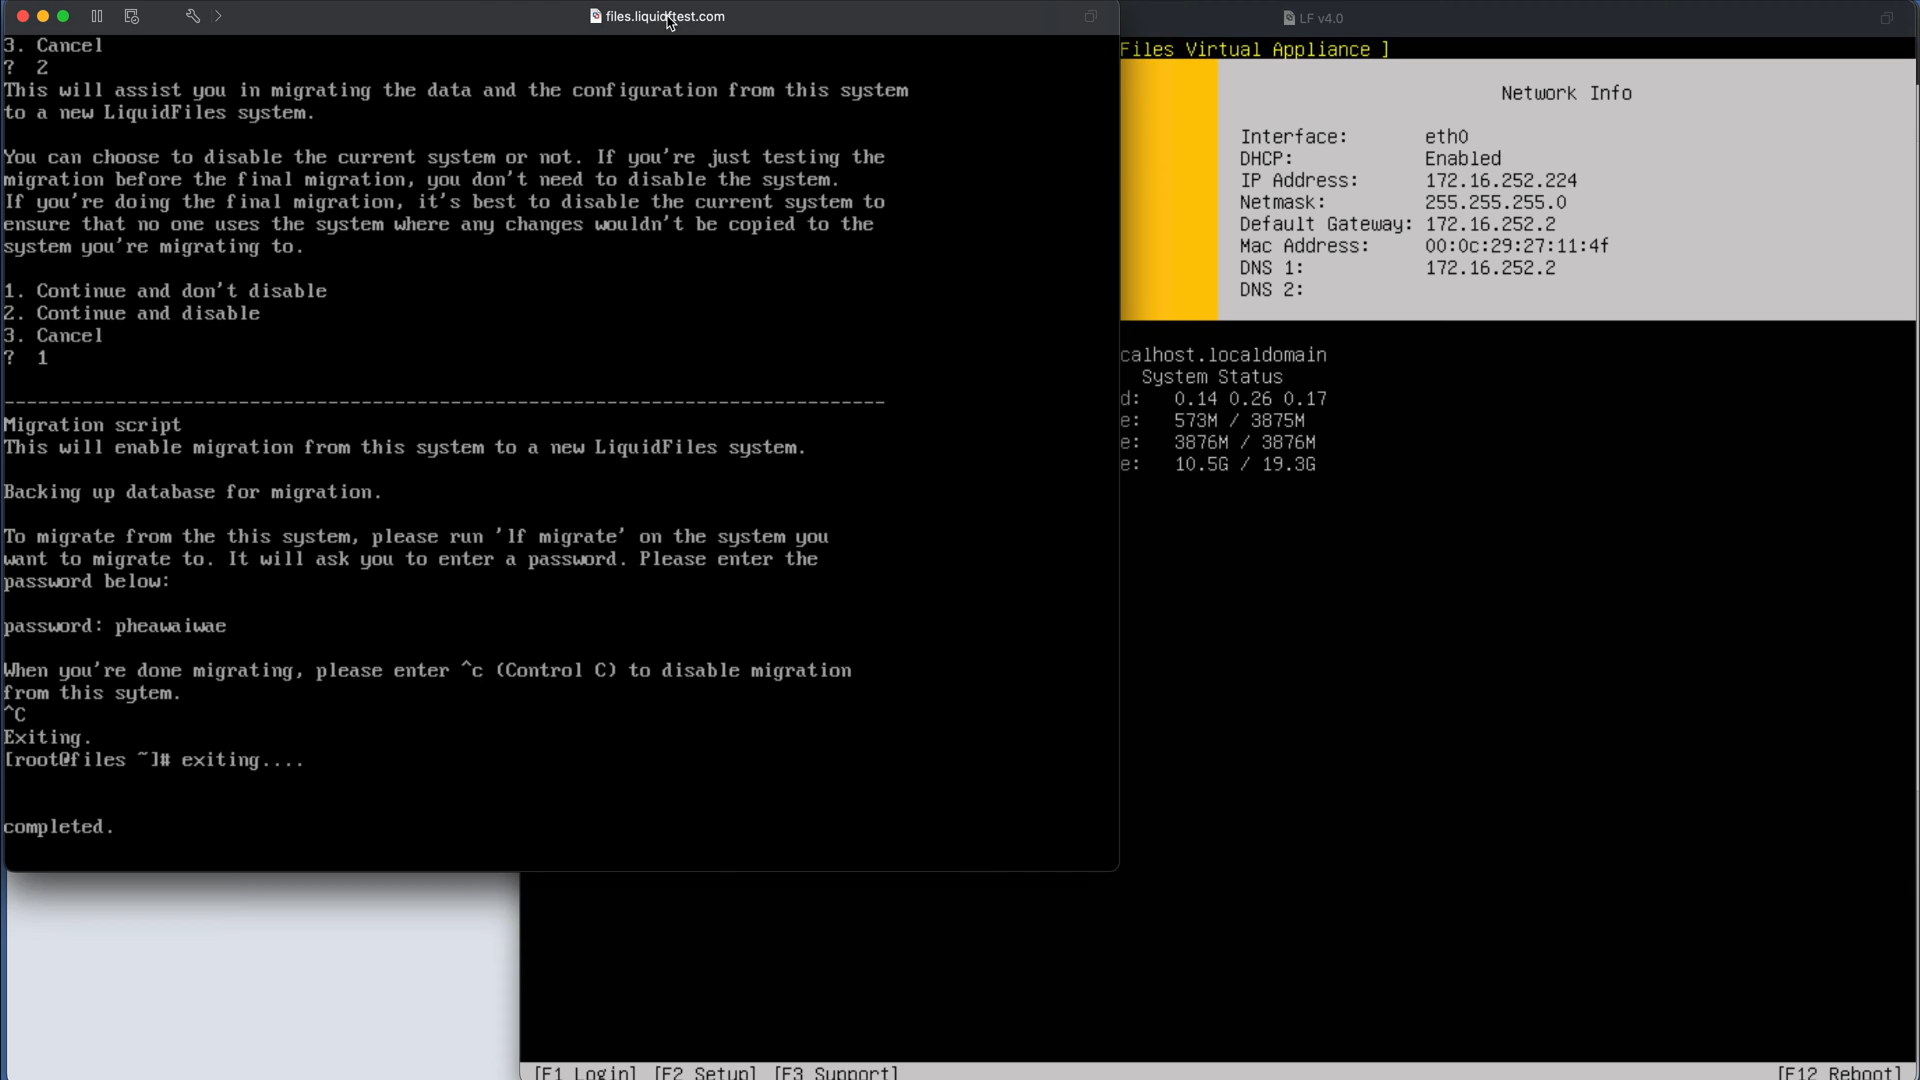 files.liquidftest.com
3. Cancel
?  2
This will assist you in migrating the data and the configuration from this system
to a new LiquidFiles system.
You can choose to disable the current system or not. If you're just testing the
migration before the final migration, you don't need to disable the system.
If you're doing the final migration, it's best to disable the current system to
ensure that no one uses the system where any changes wouldn't be copied to the
system you're migrating to.
1. Continue and don't disable
2. Continue and disable
3. Cancel
?  1
--------------------------------------------------------------------------------
Migration script
This will enable migration from this system to a new LiquidFiles system.
Backing up database for migration.
To migrate from the this system, please run 'lf migrate' on the system you
want to migrate to. It will ask you to enter a password. Please enter the
password below:
password: pheawaiwae
When you're done migrating, please enter ^c (Control C) to disable migration
from this sytem.
^C
Exiting.
[root@files ~]# exiting....
completed.
LF v4.0
Files Virtual Appliance ]
Network Info
Interface: eth0
DHCP: Enabled
IP Address: 172.16.252.224
Netmask: 255.255.255.0
Default Gateway: 172.16.252.2
Mac Address: 00:0c:29:27:11:4f
DNS 1: 172.16.252.2
DNS 2:
calhost.localdomain
System Status
d: 0.14 0.26 0.17
e: 573M / 3875M
e: 3876M / 3876M
e: 10.5G / 19.3G
[F1 Login] [F2 Setup] [F3 Support] [F12 Reboot]